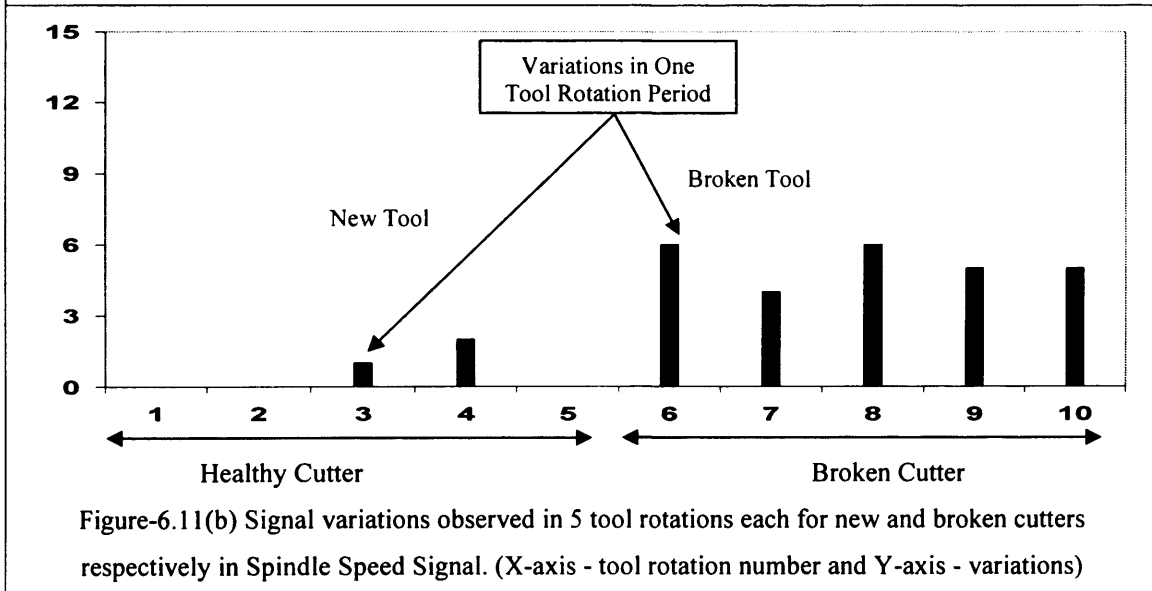 15
12
9
6
3
0
Variations in One
Tool Rotation Period
New Tool
Broken Tool
1 2 3 4 5 6 7 8 9 10
Healthy Cutter
Broken Cutter
Figure-6.11(b) Signal variations observed in 5 tool rotations each for new and broken cutters
respectively in Spindle Speed Signal. (X-axis - tool rotation number and Y-axis - variations)